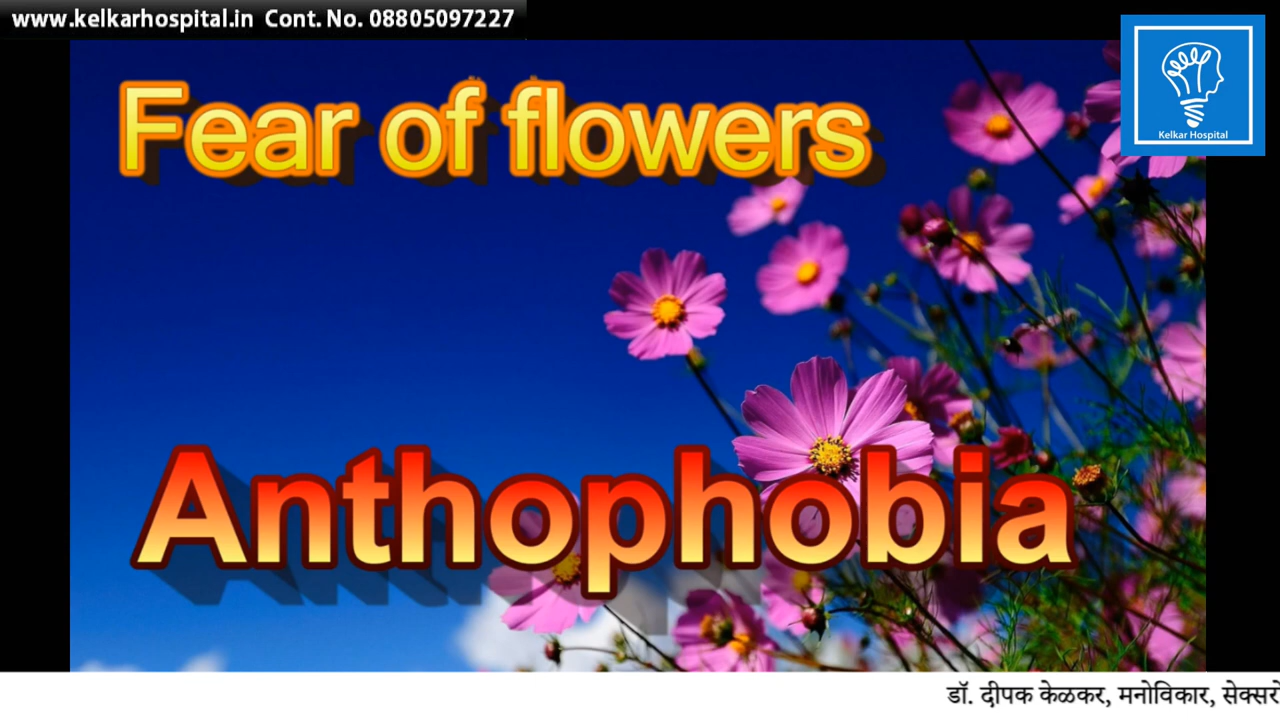 www.kelkarhospital.in Cont. No. 08805097227
Kelkar Hospital
Fear of flowers
Anthophobia
डॉ. दीपक केळकर, मनोविकार,